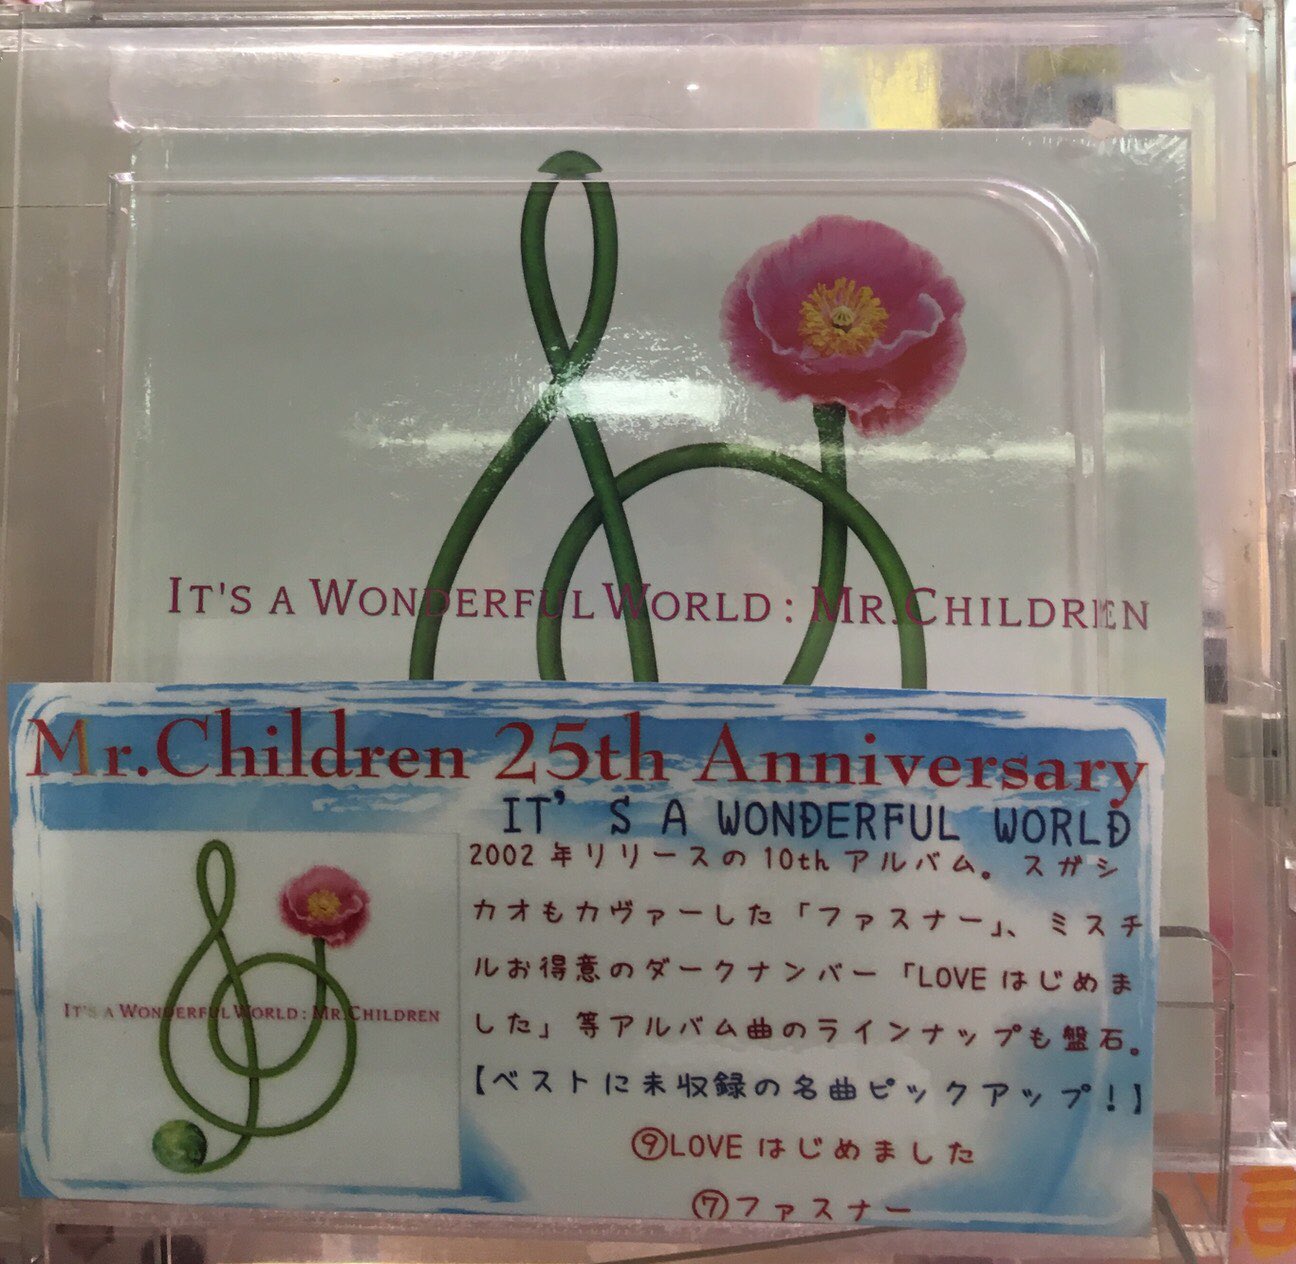 IT'S A WONDERFUL WORLD : MR.CHILDREN
Mr.Children 25th Anniversary
IT'S A WONDERFUL WORLD
IT'S A WONDERFUL WORLD : MR.CHILDREN
2002年リリースの10thアルバム。スガシ
カオもカヴァーした「ファスナー」、ミスチ
ルお得意のダークナンバー「LOVEはじめま
した」等アルバム曲のラインナップも盤石。
【ベストに未収録の名曲ピックアップ!】
⑨LOVEはじめました
⑦ファスナー